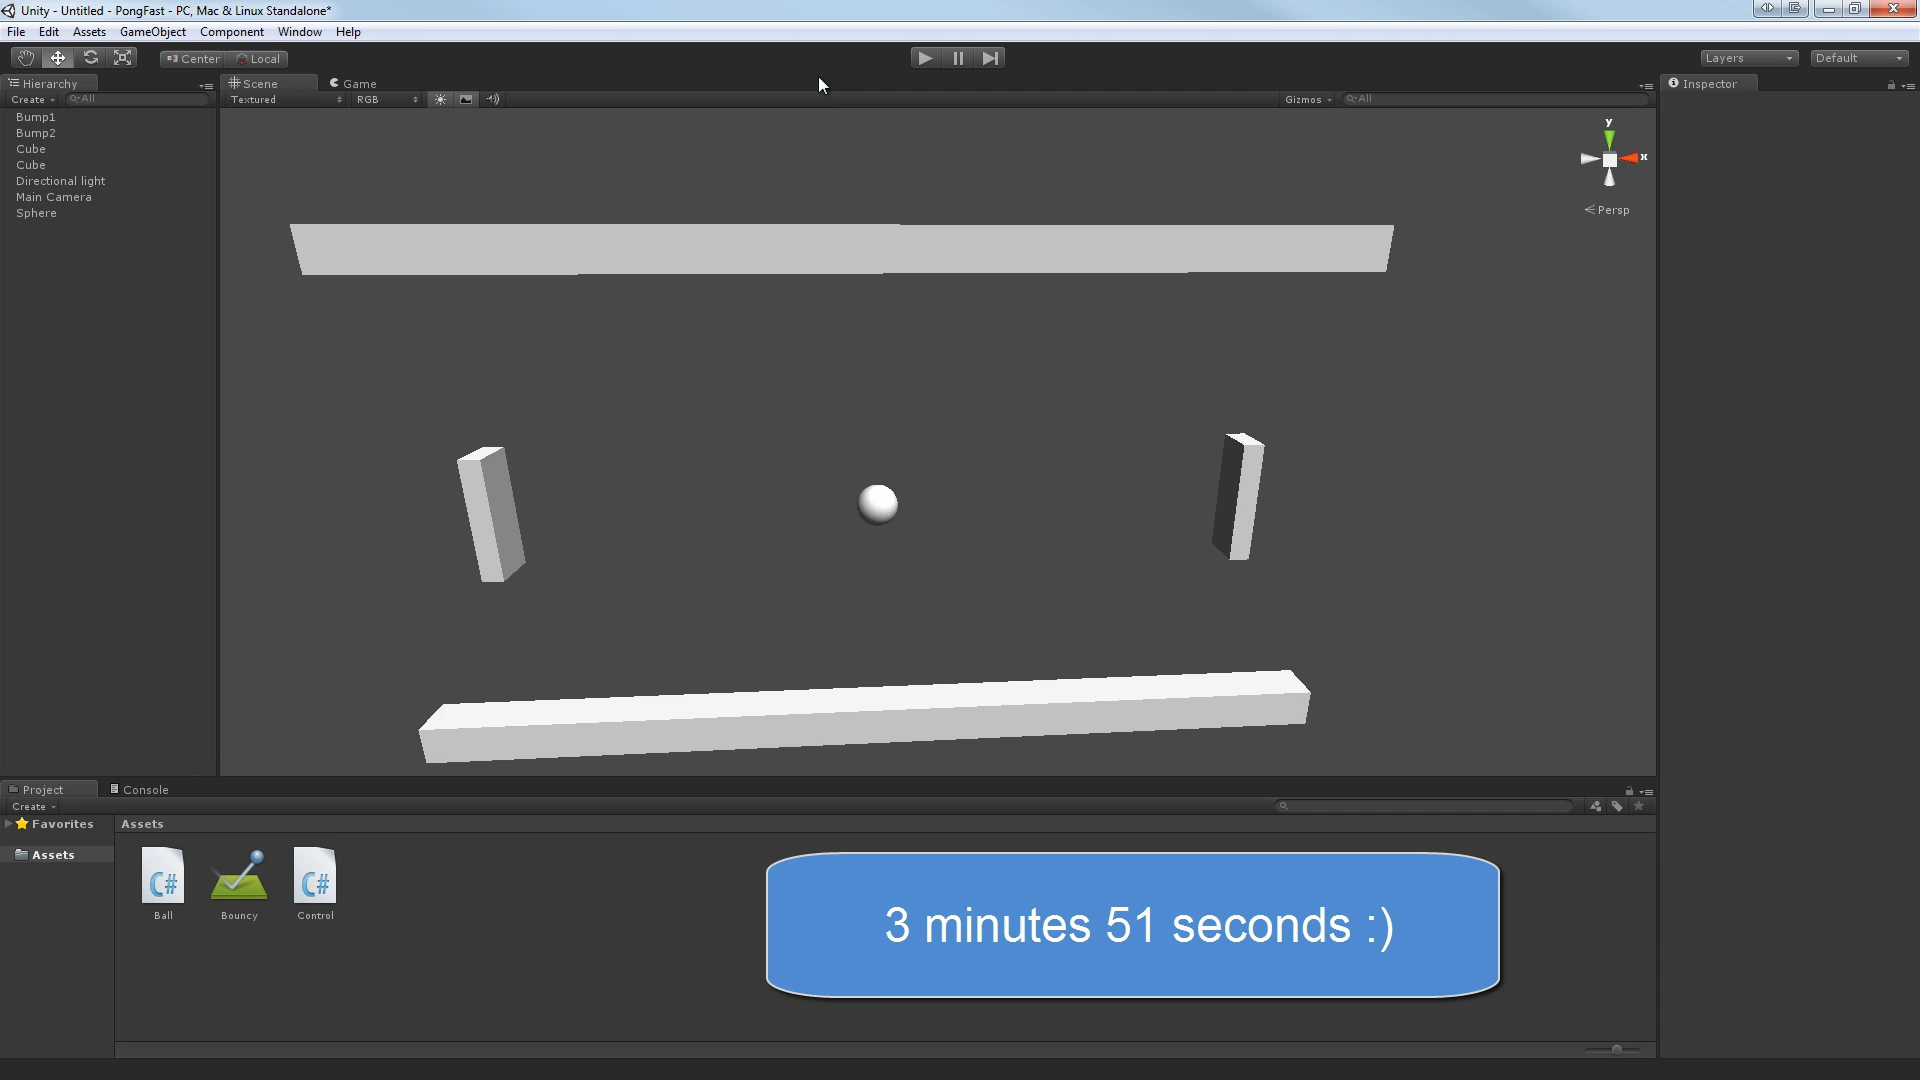 Unity - Untitled - PongFast - PC, Mac & Linux Standalone*
File Edit Assets GameObject Component Window Help
Center Local
Layers Default
Hierarchy
Create All
Bump1
Bump2
Cube
Cube
Directional light
Main Camera
Sphere
Scene Game
Textured RGB Gizmos All
y
x
Persp
Inspector
Project Console
Create
Favorites
Assets
Assets
C# C#
Ball Bouncy Control
3 minutes 51 seconds :)